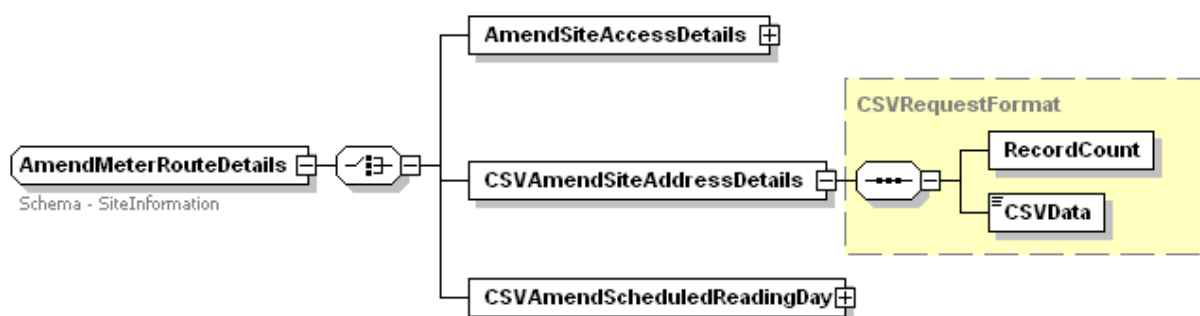 AmendSiteAccessDetails
CSVRequestFormat
RecordCount
AmendMeterRouteDetails
CSVAmendSiteAddressDetails
Schema - SiteInformation
CSVData
CSVAmendScheduledReadingDay